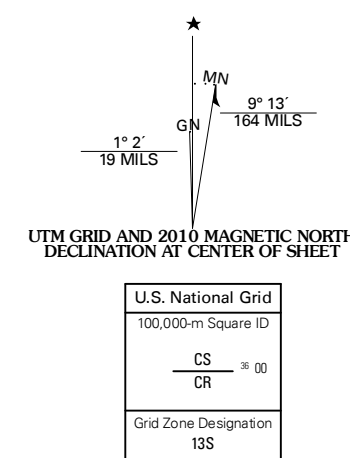 ★
MN
GN
9° 13´
164 MILS
1° 2´
19 MILS
UTM GRID AND 2010 MAGNETIC NORTH
DECLINATION AT CENTER OF SHEET
U.S. National Grid
100,000-m Square ID
CS
36 00
CR
Grid Zone Designation
13S